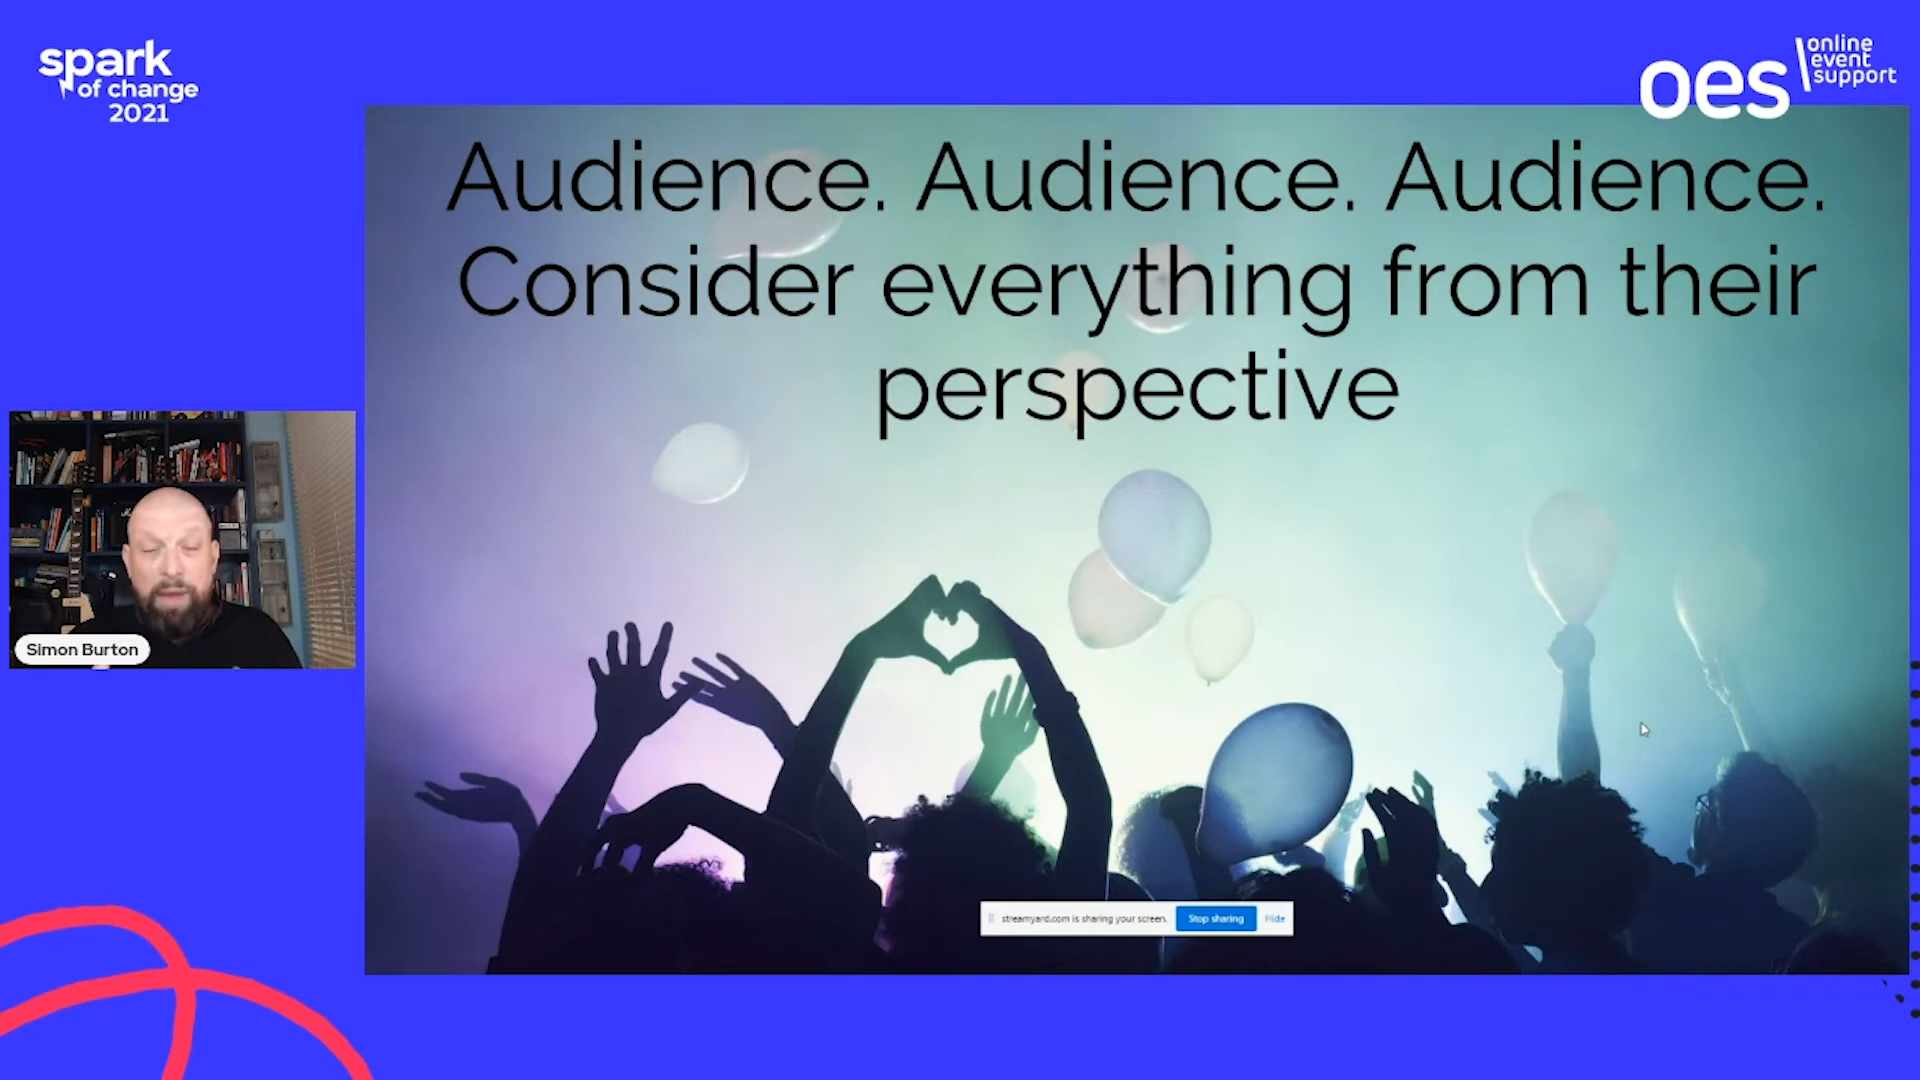 spark
of change
2021
oes
online
event
support
Audience. Audience. Audience.
Consider everything from their
perspective
Simon Burton
streamyard.com is sharing your screen.
Stop sharing
Hide